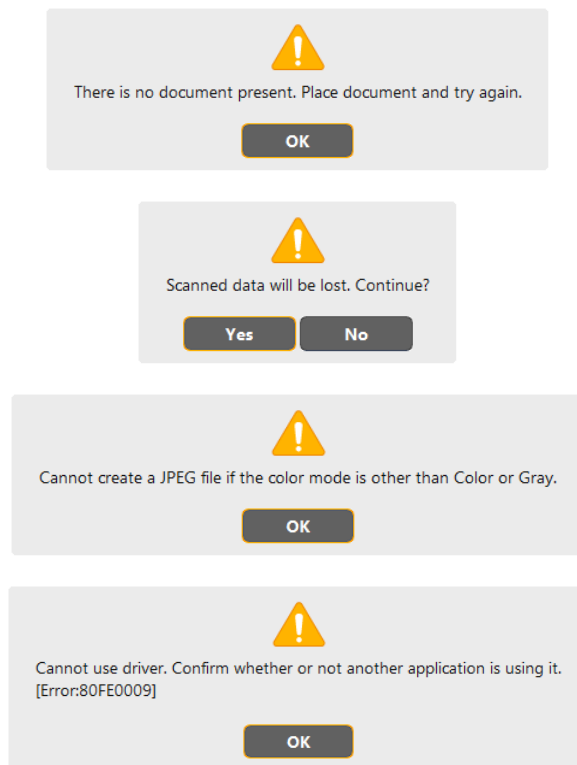 There is no document present. Place document and try again.
OK
Scanned data will be lost. Continue?
Yes No
Cannot create a JPEG file if the color mode is other than Color or Gray.
OK
Cannot use driver. Confirm whether or not another application is using it.
[Error:80FE0009]
OK